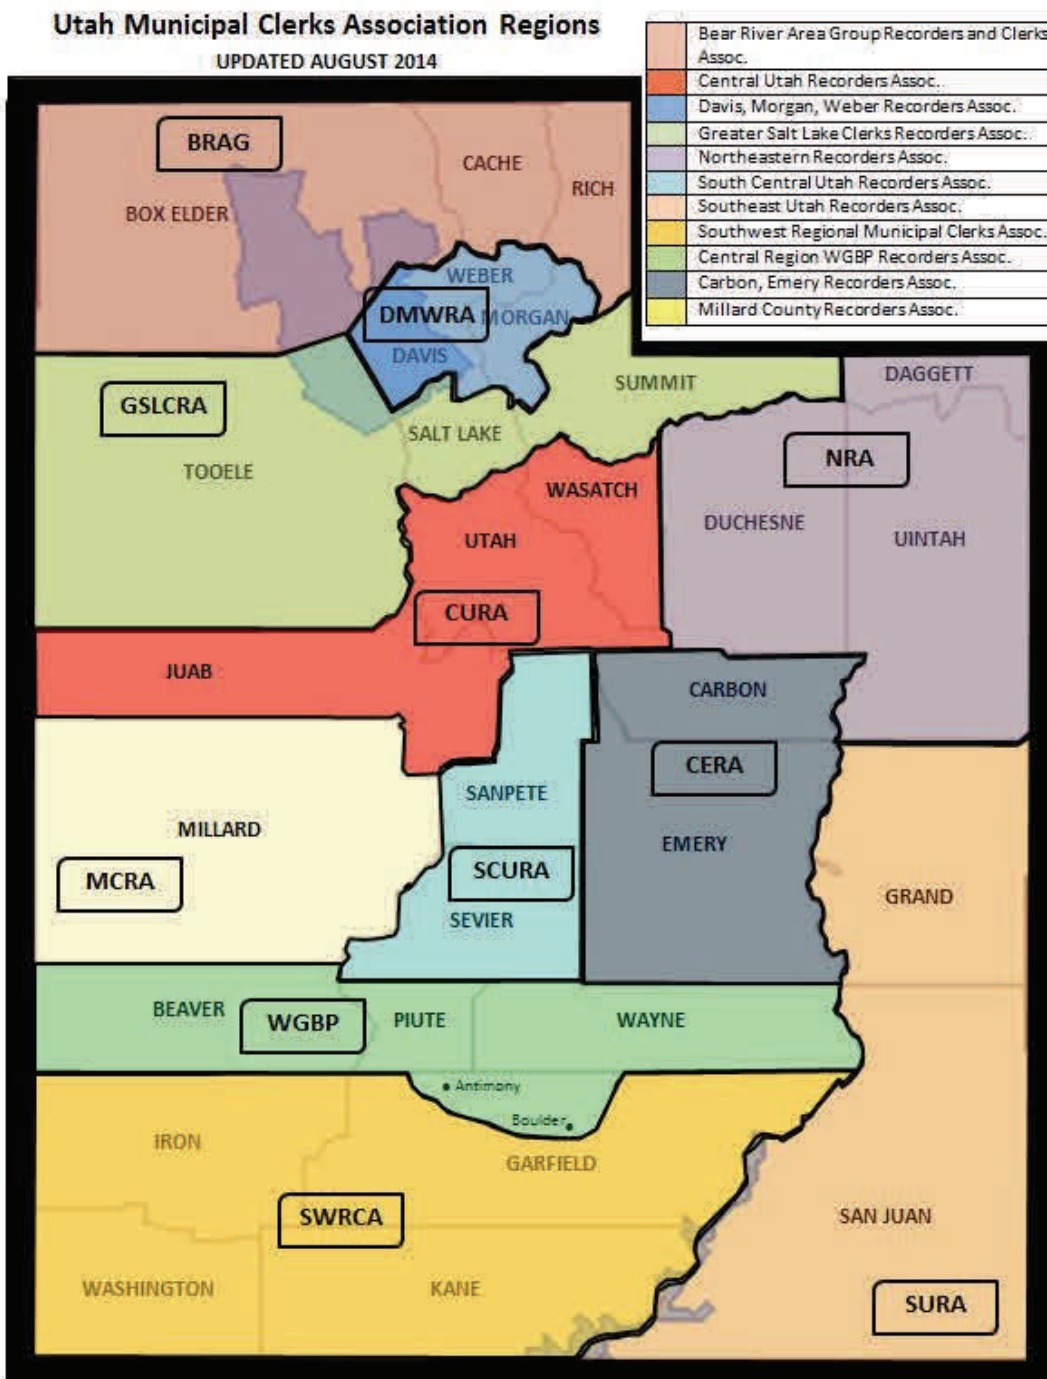 Utah Municipal Clerks Association Regions
UPDATED AUGUST 2014
Bear River Area Group Recorders and Clerks
Assoc.
Central Utah Recorders Assoc.
Davis, Morgan, Weber Recorders Assoc.
Greater Salt Lake Clerks Recorders Assoc.
Northeastern Recorders Assoc.
South Central Utah Recorders Assoc.
Southeast Utah Recorders Assoc.
Southwest Regional Municipal Clerks Assoc.
Central Region WGBP Recorders Assoc.
Carbon, Emery Recorders Assoc.
Millard County Recorders Assoc.
BRAG
CACHE
RICH
BOX ELDER
WEBER
DMWRA
MORGAN
DAVIS
SUMMIT
DAGGETT
GSLCRA
SALT LAKE
TOOELE
NRA
WASATCH
DUCHESNE
UINTAH
UTAH
CURA
JUAB
CARBON
CERA
SANPETE
MILLARD
EMERY
MCRA
SCURA
GRAND
SEVIER
BEAVER
WGBP
PIUTE
WAYNE
Antimony
Boulder
IRON
GARFIELD
SWRCA
SAN JUAN
WASHINGTON
KANE
SURA